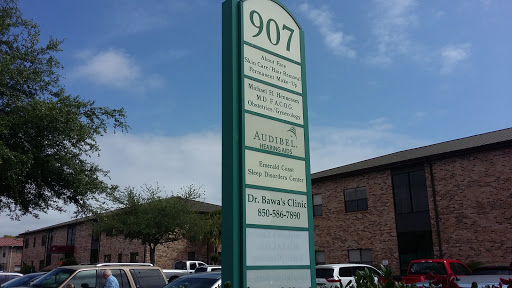 907
About Face
Skin Care/Hair Removal
Permanent Make-Up
Michael H. Hennessey
M.D. F.A.C.O.G.
Obstetrics/Gynecology
AUDIBEL
HEARING AIDS
Emerald Coast
Sleep Disorders Center
Dr. Bawa's Clinic
850-586-7890